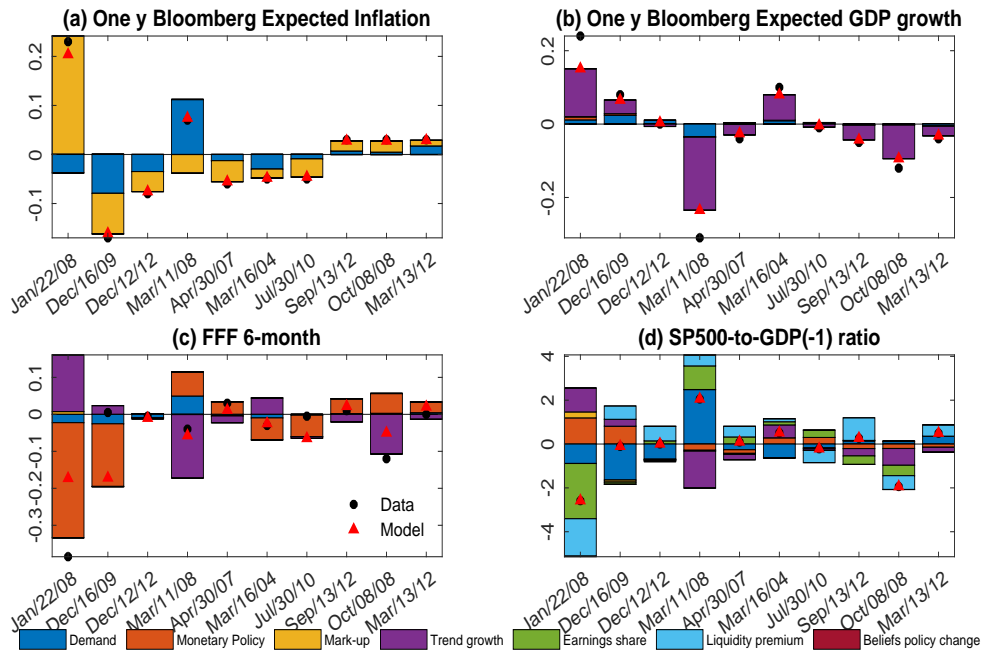 (a) One y Bloomberg Expected Inflation
0.2
0.1
0
-0.1
Jan/22/08
Dec/16/09
Dec/12/12
Mar/11/08
Apr/30/07
Mar/16/04
Jul/30/10
Sep/13/12
Oct/08/08
Mar/13/12
(b) One y Bloomberg Expected GDP growth
0.2
0
-0.2
Jan/22/08
Dec/16/09
Dec/12/12
Mar/11/08
Apr/30/07
Mar/16/04
Jul/30/10
Sep/13/12
Oct/08/08
Mar/13/12
(c) FFF 6-month
0.1
0
-0.1
-0.2
-0.3
Data
Model
Jan/22/08
Dec/16/09
Dec/12/12
Mar/11/08
Apr/30/07
Mar/16/04
Jul/30/10
Sep/13/12
Oct/08/08
Mar/13/12
(d) SP500-to-GDP(-1) ratio
4
2
0
-2
-4
Jan/22/08
Dec/16/09
Dec/12/12
Mar/11/08
Apr/30/07
Mar/16/04
Jul/30/10
Sep/13/12
Oct/08/08
Mar/13/12
Demand Monetary Policy Mark-up Trend growth Earnings share Liquidity premium Beliefs policy change